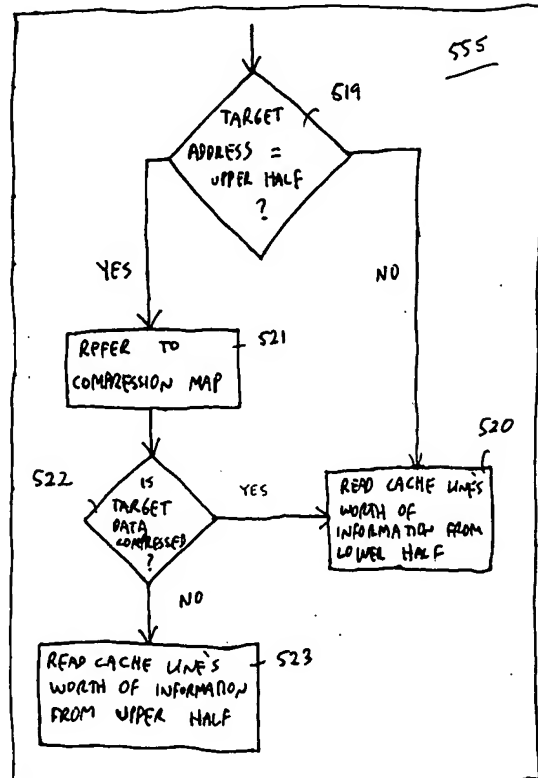 555
519
TARGET
ADDRESS =
UPPER HALF
?
YES
NO
REFER TO
COMPRESSION MAP
521
520
522
IS
TARGET
DATA
COMPRESSED
?
YES
READ CACHE LINE'S
WORTH OF
INFORMATION FROM
LOWER HALF
NO
READ CACHE LINE'S
WORTH OF INFORMATION
FROM UPPER HALF
523